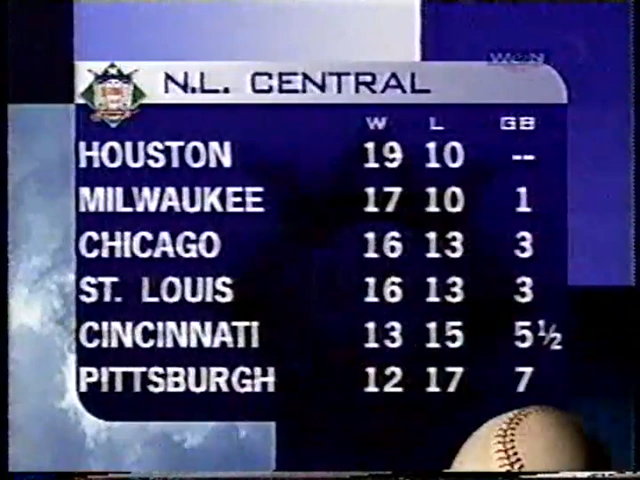 WGN
N.L. CENTRAL
W L GB
HOUSTON 19 10 --
MILWAUKEE 17 10 1
CHICAGO 16 13 3
ST. LOUIS 16 13 3
CINCINNATI 13 15 5½
PITTSBURGH 12 17 7